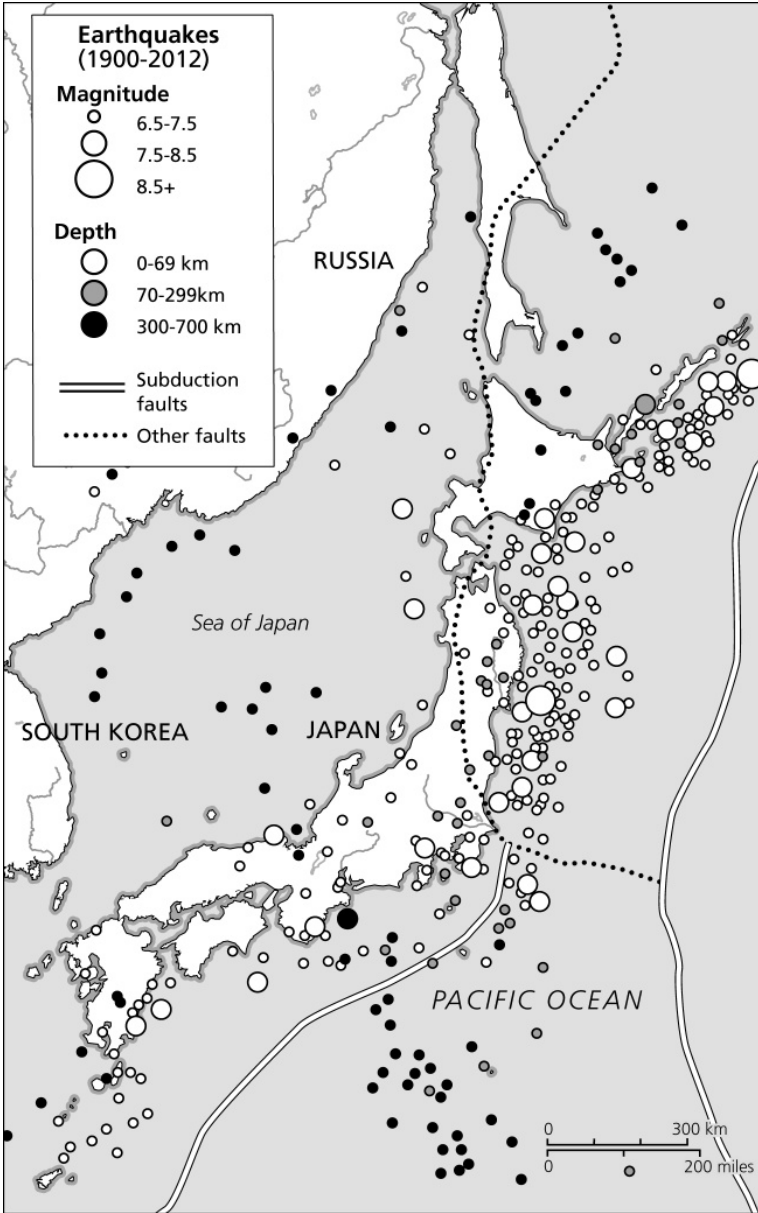 Earthquakes
(1900-2012)
Magnitude
6.5-7.5
7.5-8.5
8.5+
Depth
0-69 km
70-299km
300-700 km
Subduction
faults
Other faults
RUSSIA
Sea of Japan
SOUTH KOREA
JAPAN
PACIFIC OCEAN
0 300 km
0 200 miles